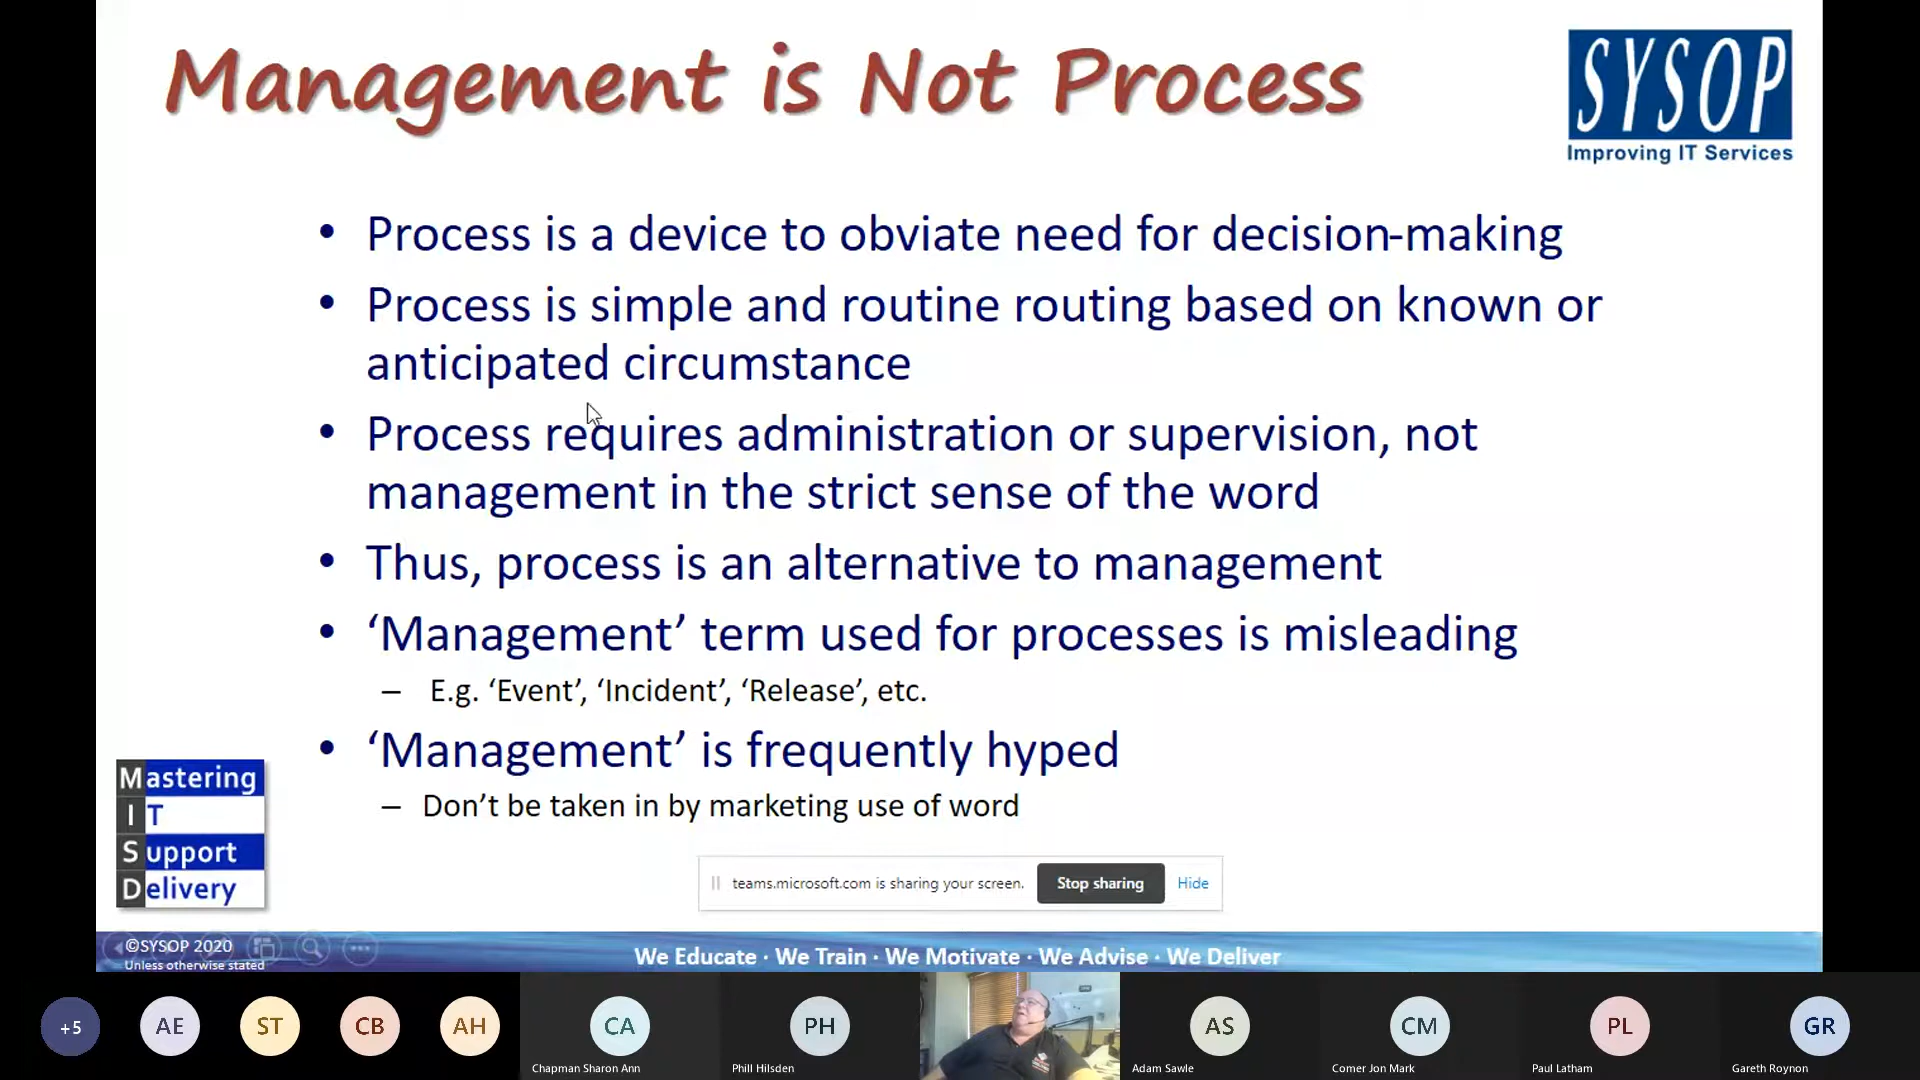 Management is Not Process
SYSOP
Improving IT Services
• Process is a device to obviate need for decision-making
• Process is simple and routine routing based on known or
anticipated circumstance
• Process requires administration or supervision, not
management in the strict sense of the word
• Thus, process is an alternative to management
• ‘Management’ term used for processes is misleading
– E.g. ‘Event’, ‘Incident’, ‘Release’, etc.
• ‘Management’ is frequently hyped
– Don’t be taken in by marketing use of word
Mastering
IT
Support
Delivery
teams.microsoft.com is sharing your screen. Stop sharing Hide
©SYSOP 2020
Unless otherwise stated
We Educate · We Train · We Motivate · We Advise · We Deliver
+5 AE ST CB AH CA PH AS CM PL GR
Chapman Sharon Ann Phill Hilsden Adam Sawle Comer Jon Mark Paul Latham Gareth Roynon